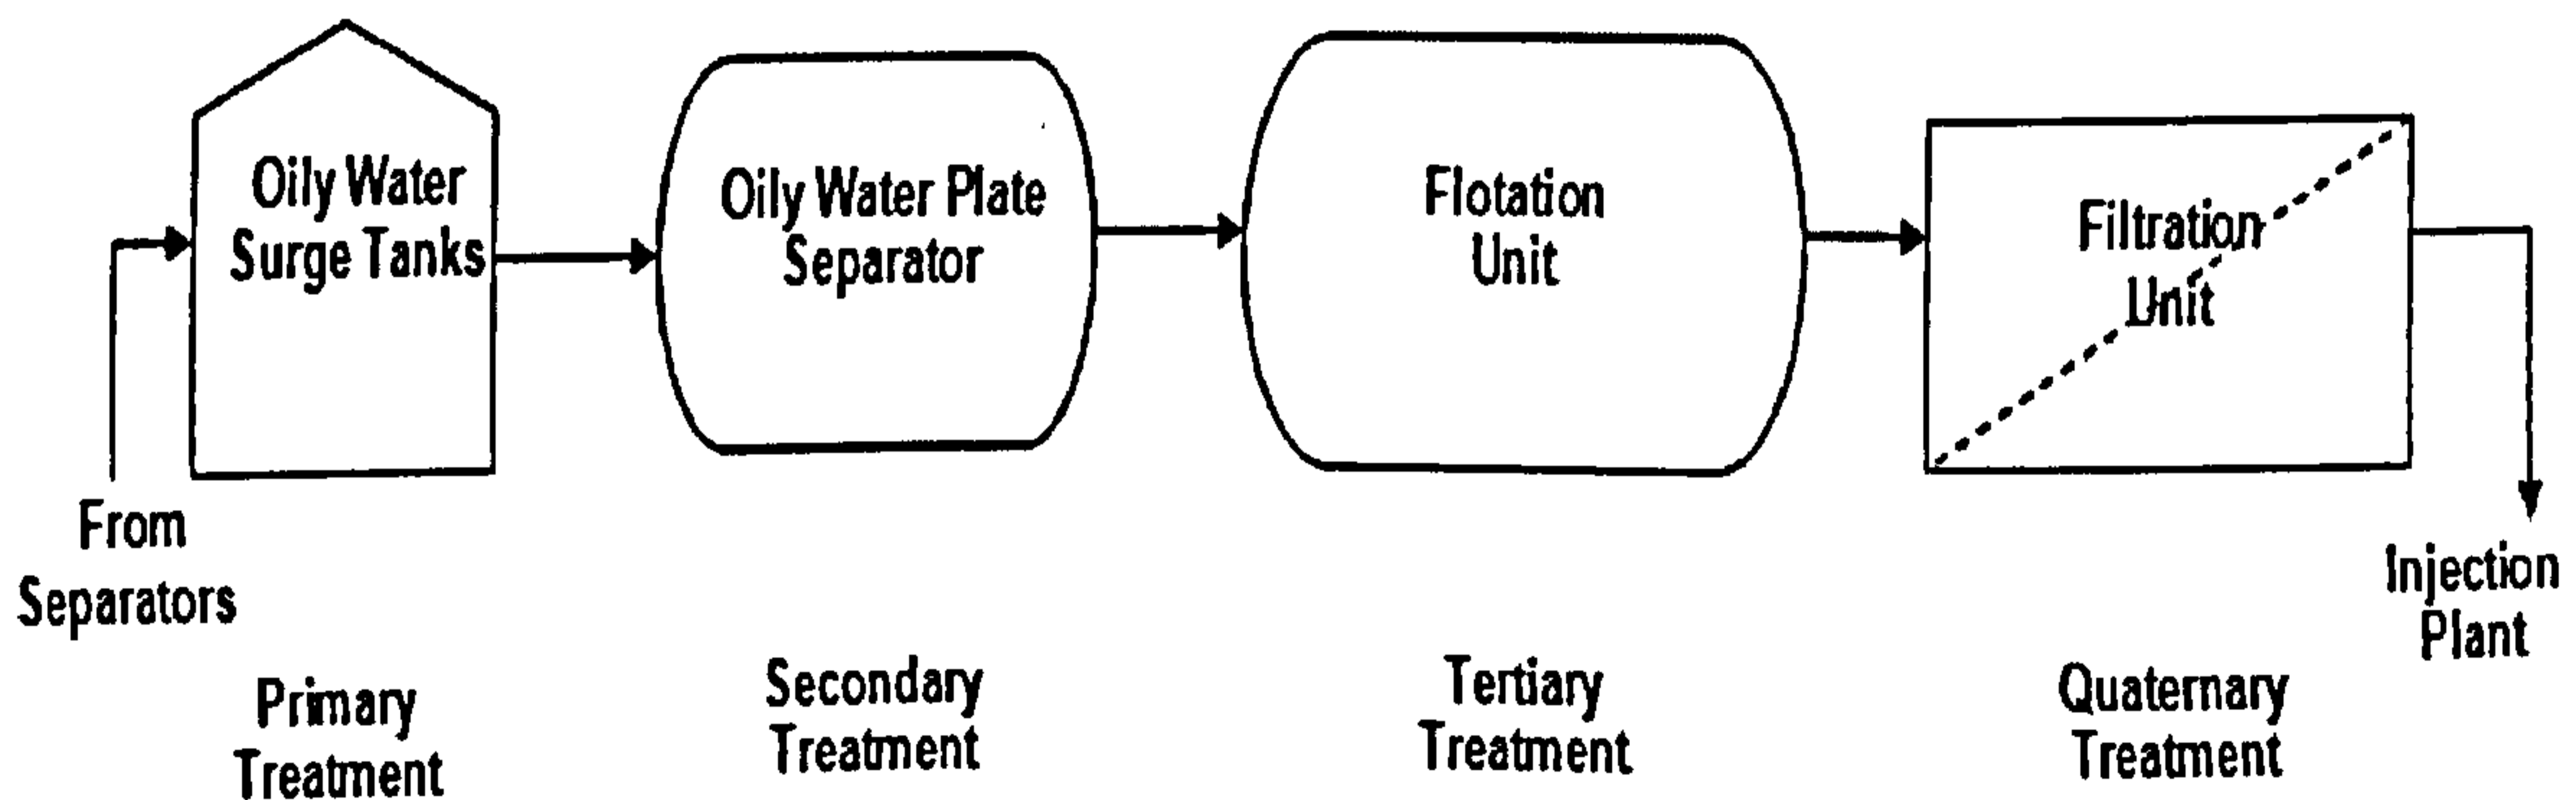 Oily Water
Surge Tanks
Oily Water Plate
Separator
Flotation
Unit
Filtration
Unit
From
Separators
Injection
Plant
Primary
Treatment
Secondary
Treatment
Tertiary
Treatment
Quaternary
Treatment